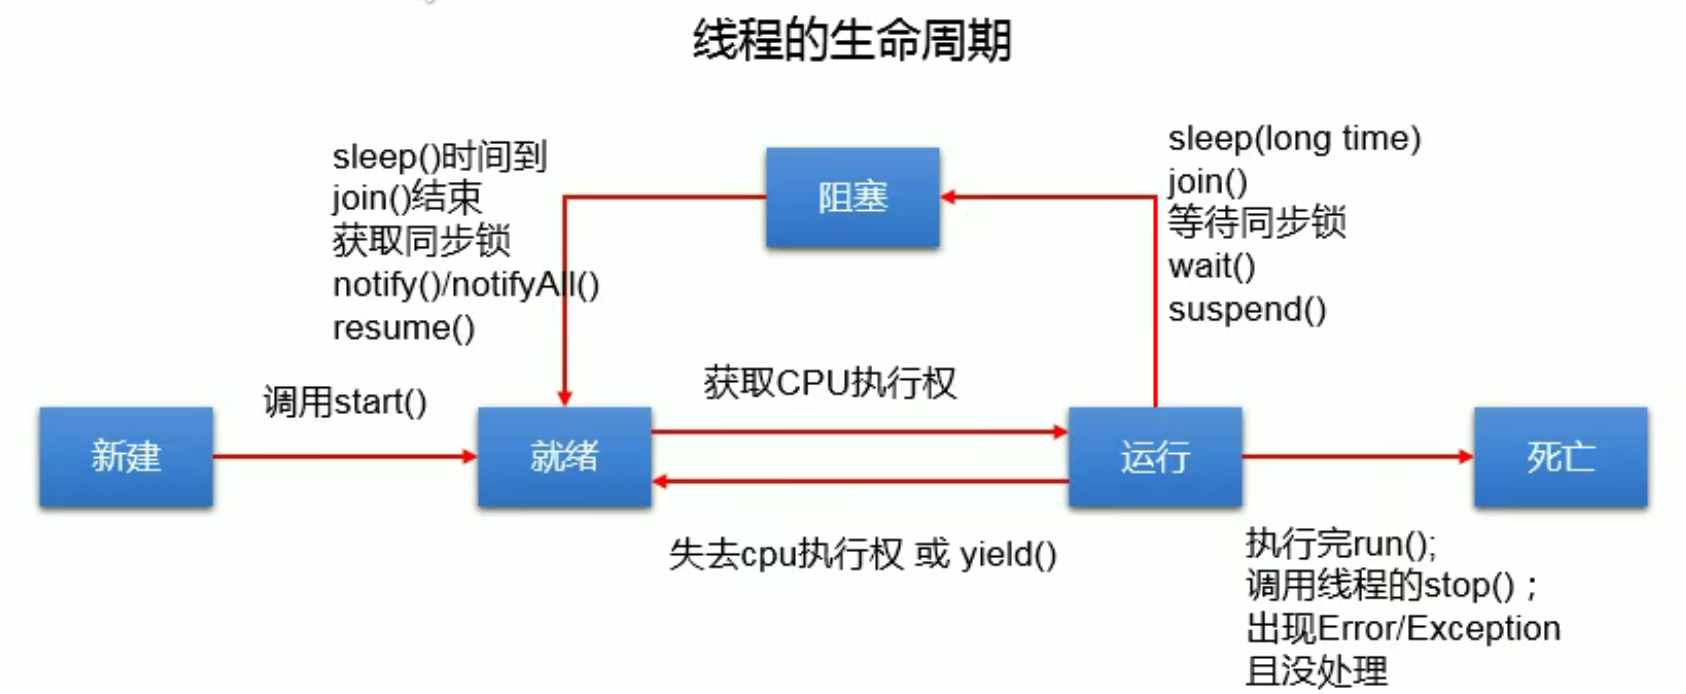 线程的生命周期
sleep()时间到
join()结束
获取同步锁
notify()/notifyAll()
resume()
阻塞
sleep(long time)
join()
等待同步锁
wait()
suspend()
调用start()
获取CPU执行权
新建
就绪
运行
死亡
失去cpu执行权 或 yield()
执行完run();
调用线程的stop() ;
出现Error/Exception
且没处理